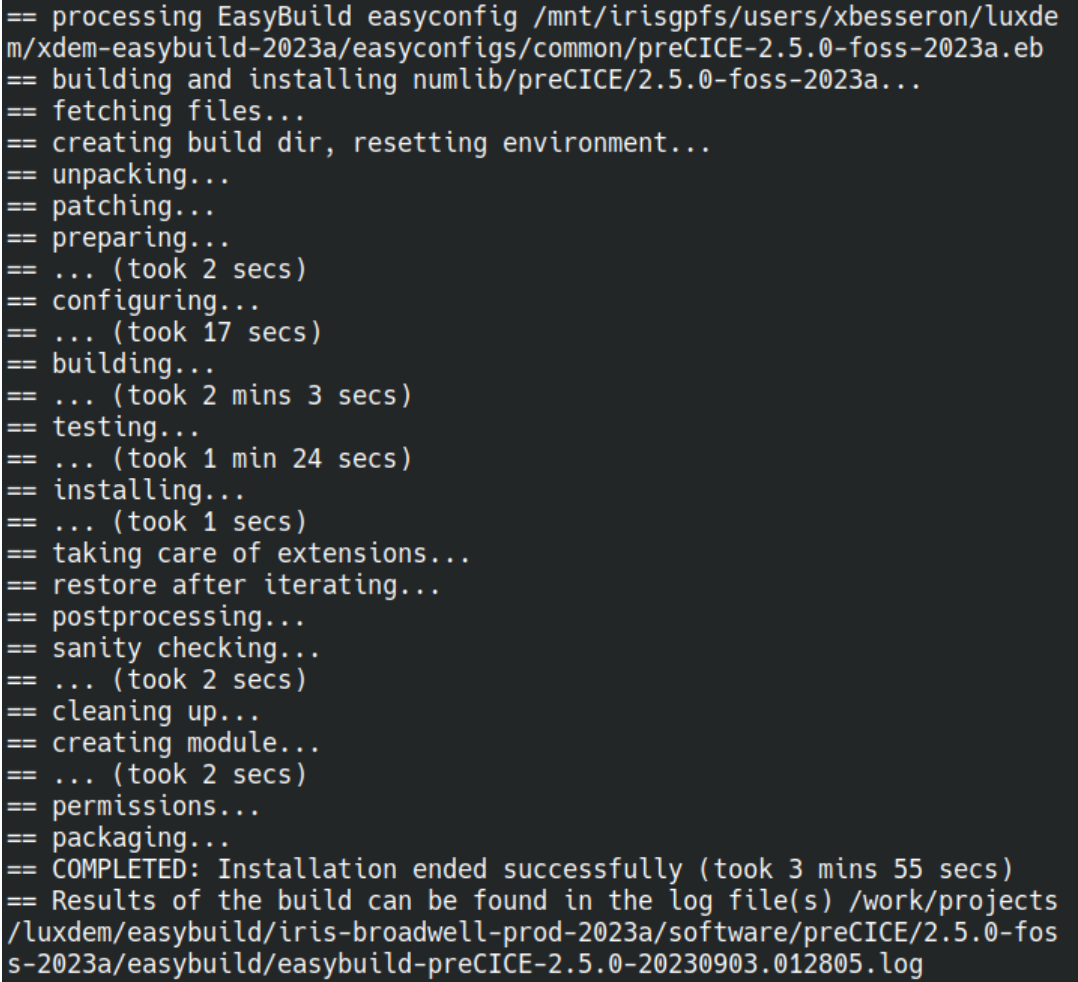 == processing EasyBuild easyconfig /mnt/irisgpfs/users/xbesseron/luxde
m/xdem-easybuild-2023a/easyconfigs/common/preCICE-2.5.0-foss-2023a.eb
== building and installing numlib/preCICE/2.5.0-foss-2023a...
== fetching files...
== creating build dir, resetting environment...
== unpacking...
== patching...
== preparing...
== ... (took 2 secs)
== configuring...
== ... (took 17 secs)
== building...
== ... (took 2 mins 3 secs)
== testing...
== ... (took 1 min 24 secs)
== installing...
== ... (took 1 secs)
== taking care of extensions...
== restore after iterating...
== postprocessing...
== sanity checking...
== ... (took 2 secs)
== cleaning up...
== creating module...
== ... (took 2 secs)
== permissions...
== packaging...
== COMPLETED: Installation ended successfully (took 3 mins 55 secs)
== Results of the build can be found in the log file(s) /work/projects
/luxdem/easybuild/iris-broadwell-prod-2023a/software/preCICE/2.5.0-fos
s-2023a/easybuild/easybuild-preCICE-2.5.0-20230903.012805.log